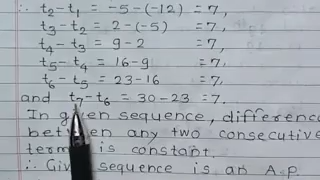 ∴ t₂-t₁ = -5-(-12) = 7,
t₃-t₂ = 2-(-5) = 7,
t₄-t₃ = 9-2 = 7,
t₅-t₄ = 16-9 = 7,
t₆-t₅ = 23-16 = 7,
and t₇-t₆ = 30-23 = 7.
In given sequence, differenc
between any two consecutive
terms is constant.
∴ Given sequence is an A.P.